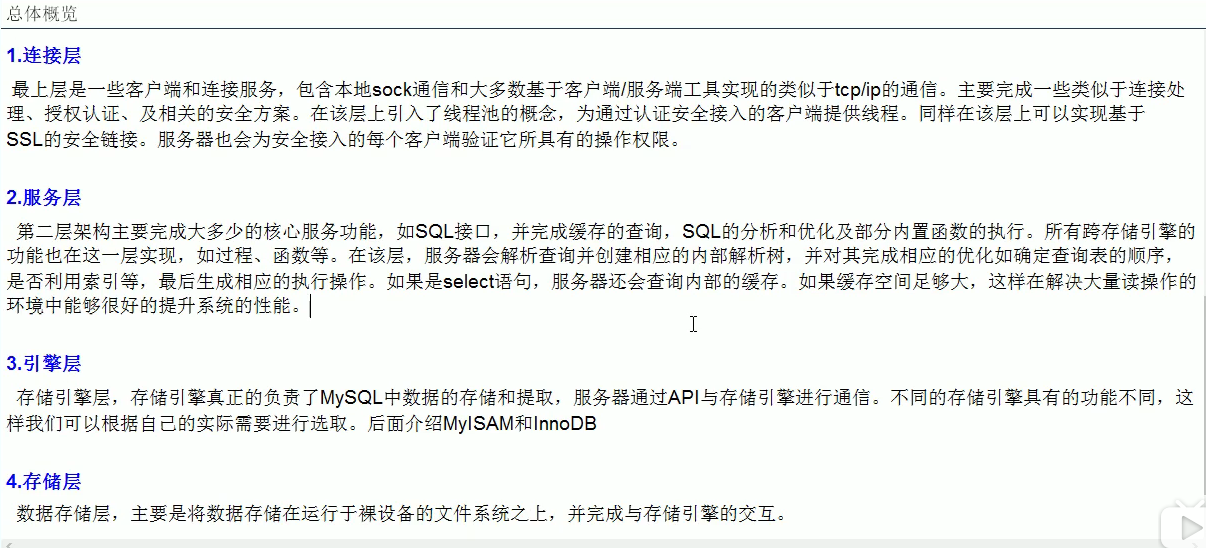 总体概览
1.连接层
最上层是一些客户端和连接服务，包含本地sock通信和大多数基于客户端/服务端工具实现的类似于tcp/ip的通信。主要完成一些类似于连接处
理、授权认证、及相关的安全方案。在该层上引入了线程池的概念，为通过认证安全接入的客户端提供线程。同样在该层上可以实现基于
SSL的安全链接。服务器也会为安全接入的每个客户端验证它所具有的操作权限。
2.服务层
第二层架构主要完成大多少的核心服务功能，如SQL接口，并完成缓存的查询，SQL的分析和优化及部分内置函数的执行。所有跨存储引擎的
功能也在这一层实现，如过程、函数等。在该层，服务器会解析查询并创建相应的内部解析树，并对其完成相应的优化如确定查询表的顺序，
是否利用索引等，最后生成相应的执行操作。如果是select语句，服务器还会查询内部的缓存。如果缓存空间足够大，这样在解决大量读操作的
环境中能够很好的提升系统的性能。
3.引擎层
存储引擎层，存储引擎真正的负责了MySQL中数据的存储和提取，服务器通过API与存储引擎进行通信。不同的存储引擎具有的功能不同，这
样我们可以根据自己的实际需要进行选取。后面介绍MyISAM和InnoDB
4.存储层
数据存储层，主要是将数据存储在运行于裸设备的文件系统之上，并完成与存储引擎的交互。